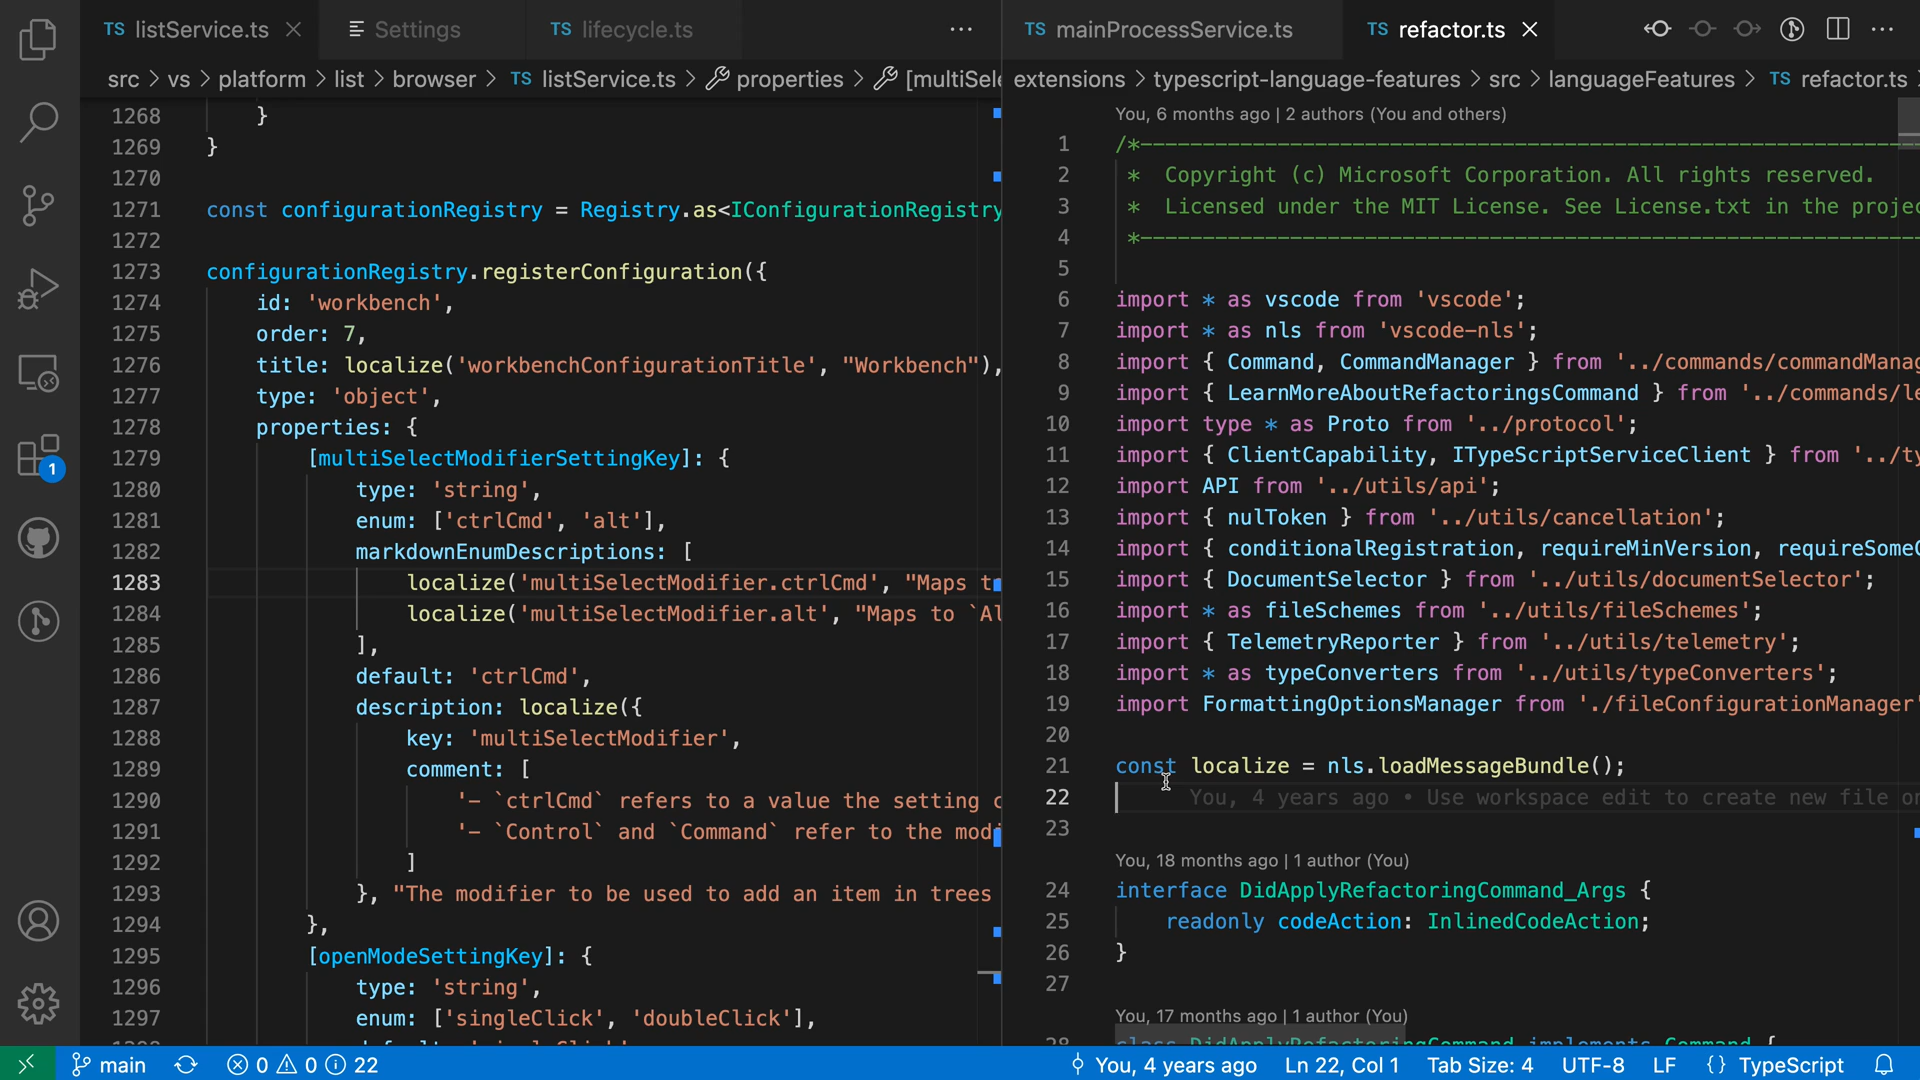 TS listService.ts
Settings
TS lifecycle.ts
src > vs > platform > list > browser > TS listService.ts > properties > [multiSele
1268 }
1269 }
1270
1271 const configurationRegistry = Registry.as<IConfigurationRegistry
1272
1273 configurationRegistry.registerConfiguration({
1274 id: 'workbench',
1275 order: 7,
1276 title: localize('workbenchConfigurationTitle', "Workbench"),
1277 type: 'object',
1278 properties: {
1279 [multiSelectModifierSettingKey]: {
1280 type: 'string',
1281 enum: ['ctrlCmd', 'alt'],
1282 markdownEnumDescriptions: [
1283 localize('multiSelectModifier.ctrlCmd', "Maps t
1284 localize('multiSelectModifier.alt', "Maps to `Al
1285 ],
1286 default: 'ctrlCmd',
1287 description: localize({
1288 key: 'multiSelectModifier',
1289 comment: [
1290 '- `ctrlCmd` refers to a value the setting c
1291 '- `Control` and `Command` refer to the modi
1292 ]
1293 }, "The modifier to be used to add an item in trees
1294 },
1295 [openModeSettingKey]: {
1296 type: 'string',
1297 enum: ['singleClick', 'doubleClick'],
TS mainProcessService.ts
TS refactor.ts
extensions > typescript-language-features > src > languageFeatures > TS refactor.ts >
You, 6 months ago | 2 authors (You and others)
1 /*---------------------------------------------------------------
2 * Copyright (c) Microsoft Corporation. All rights reserved.
3 * Licensed under the MIT License. See License.txt in the projec
4 *---------------------------------------------------------------
5
6 import * as vscode from 'vscode';
7 import * as nls from 'vscode-nls';
8 import { Command, CommandManager } from '../commands/commandManag
9 import { LearnMoreAboutRefactoringsCommand } from '../commands/le
10 import type * as Proto from '../protocol';
11 import { ClientCapability, ITypeScriptServiceClient } from '../ty
12 import API from '../utils/api';
13 import { nulToken } from '../utils/cancellation';
14 import { conditionalRegistration, requireMinVersion, requireSomeC
15 import { DocumentSelector } from '../utils/documentSelector';
16 import * as fileSchemes from '../utils/fileSchemes';
17 import { TelemetryReporter } from '../utils/telemetry';
18 import * as typeConverters from '../utils/typeConverters';
19 import FormattingOptionsManager from './fileConfigurationManager'
20
21 const localize = nls.loadMessageBundle();
22 You, 4 years ago • Use workspace edit to create new file or
23
You, 18 months ago | 1 author (You)
24 interface DidApplyRefactoringCommand_Args {
25 readonly codeAction: InlinedCodeAction;
26 }
27
You, 17 months ago | 1 author (You)
28 class DidApplyRefactoringCommand implements Command {
1
main
0 0 22
You, 4 years ago
Ln 22, Col 1
Tab Size: 4
UTF-8
LF
{} TypeScript